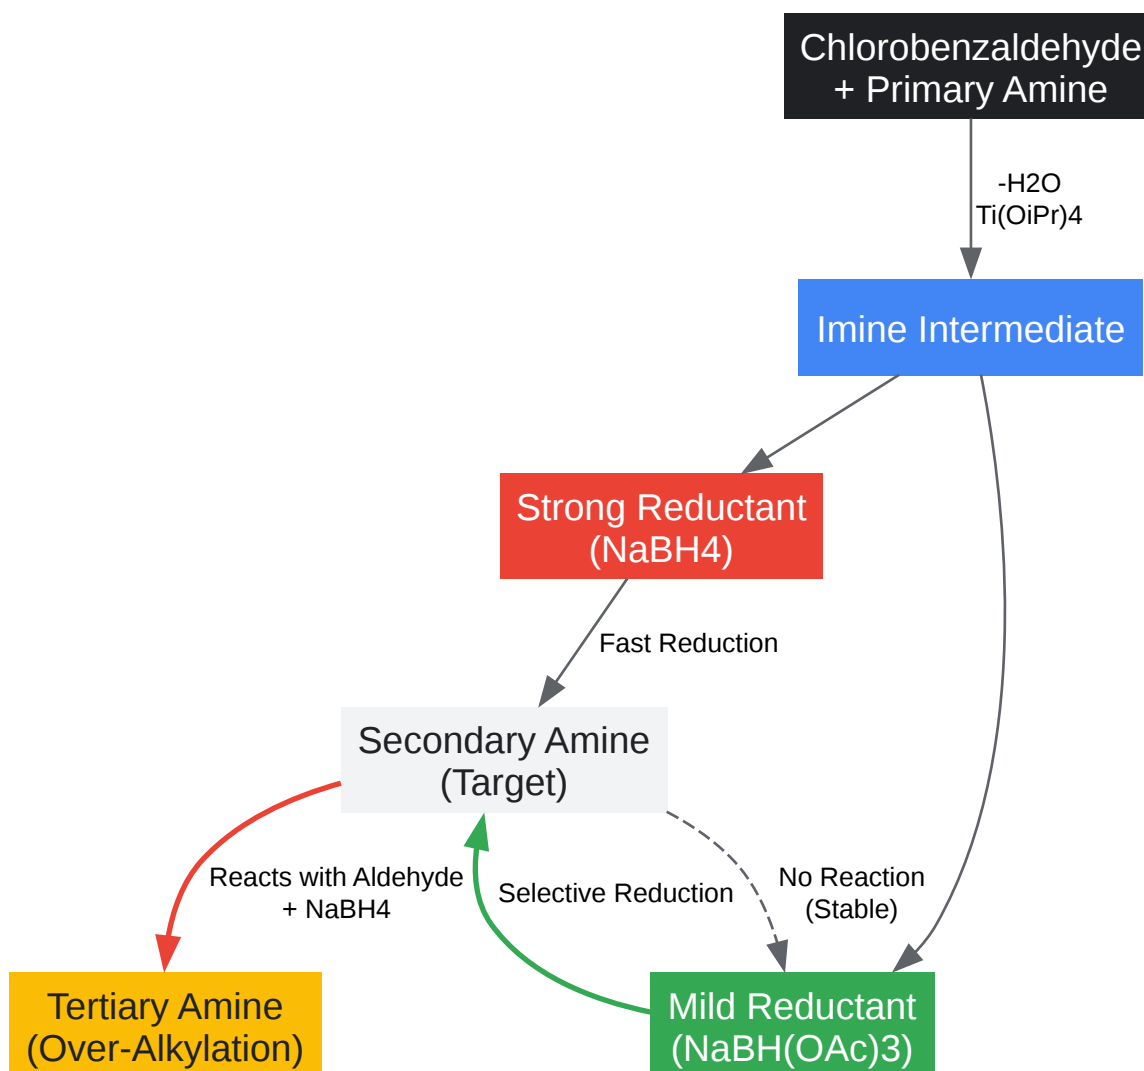 Chlorobenzaldehyde
+ Primary Amine
-H2O
Ti(OiPr)4
Imine Intermediate
Strong Reductant
(NaBH4)
Fast Reduction
Secondary Amine
(Target)
Reacts with Aldehyde
+ NaBH4
Selective Reduction
No Reaction
(Stable)
Tertiary Amine
(Over-Alkylation)
Mild Reductant
(NaBH(OAc)3)